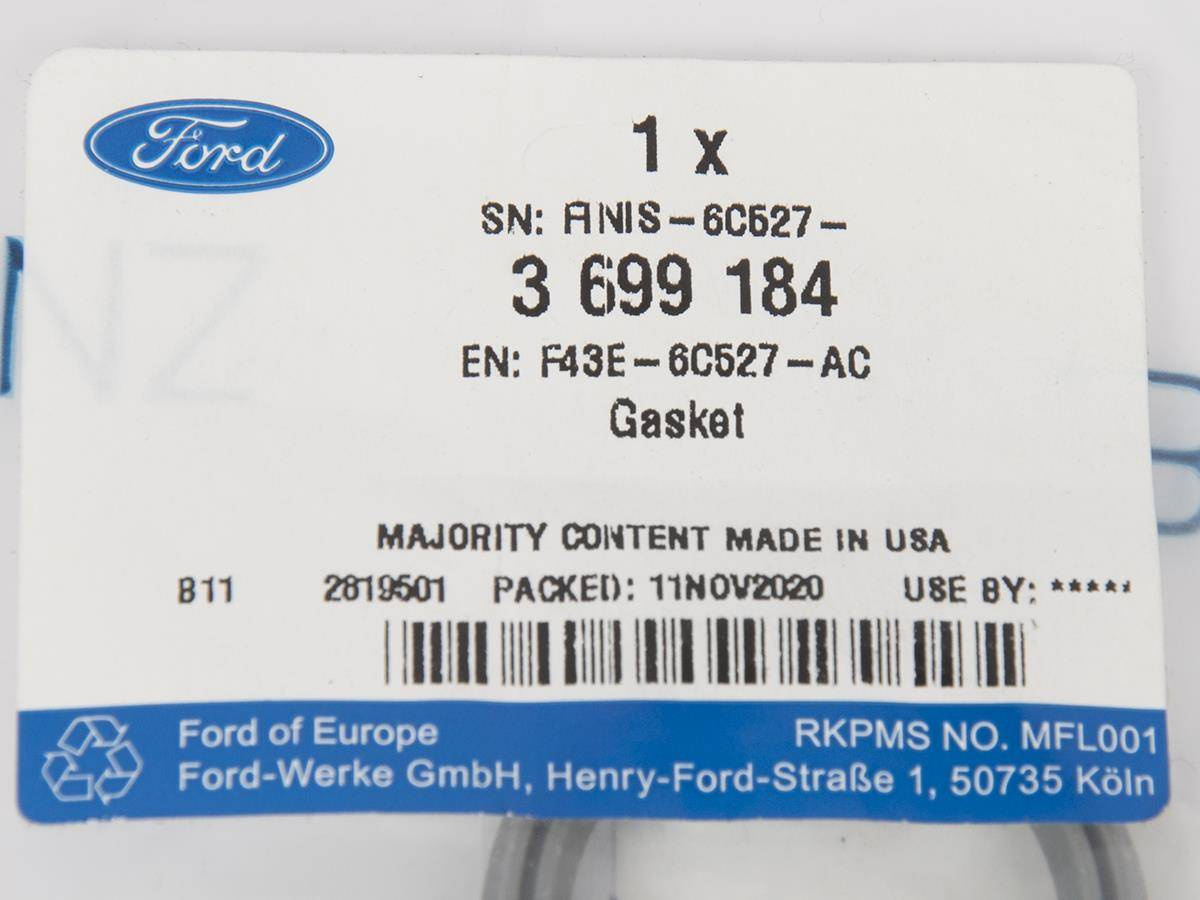 Ford
1 x
SN: FINIS-6C527-
3 699 184
EN: F43E-6C527-AC
Gasket
MAJORITY CONTENT MADE IN USA
B11 2819501 PACKED: 11NOV2020 USE BY: *****
Ford of Europe RKPMS NO. MFL001
Ford-Werke GmbH, Henry-Ford-Straße 1, 50735 Köln